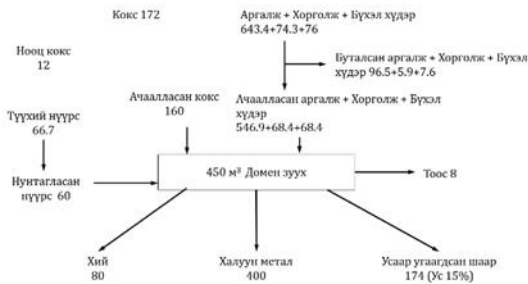 Кокс 172
Аргалж + Хорголж + Бүхэл хүдэр
643.4+74.3+76
Нооц кокс
12
Буталсан аргалж + Хорголж + Бүхэл
хүдэр 96.5+5.9+7.6
Түүхий нүүрс
66.7
Ачаалласан кокс
160
Ачаалласан аргалж + Хорголж + Бүхэл
хүдэр
546.9+68.4+68.4
Нунтагласан
нүүрс 60
450 м³ Домен зуух
Тоос 8
Хий
80
Халуун метал
400
Усаар угаагдсан шаар
174 (Ус 15%)